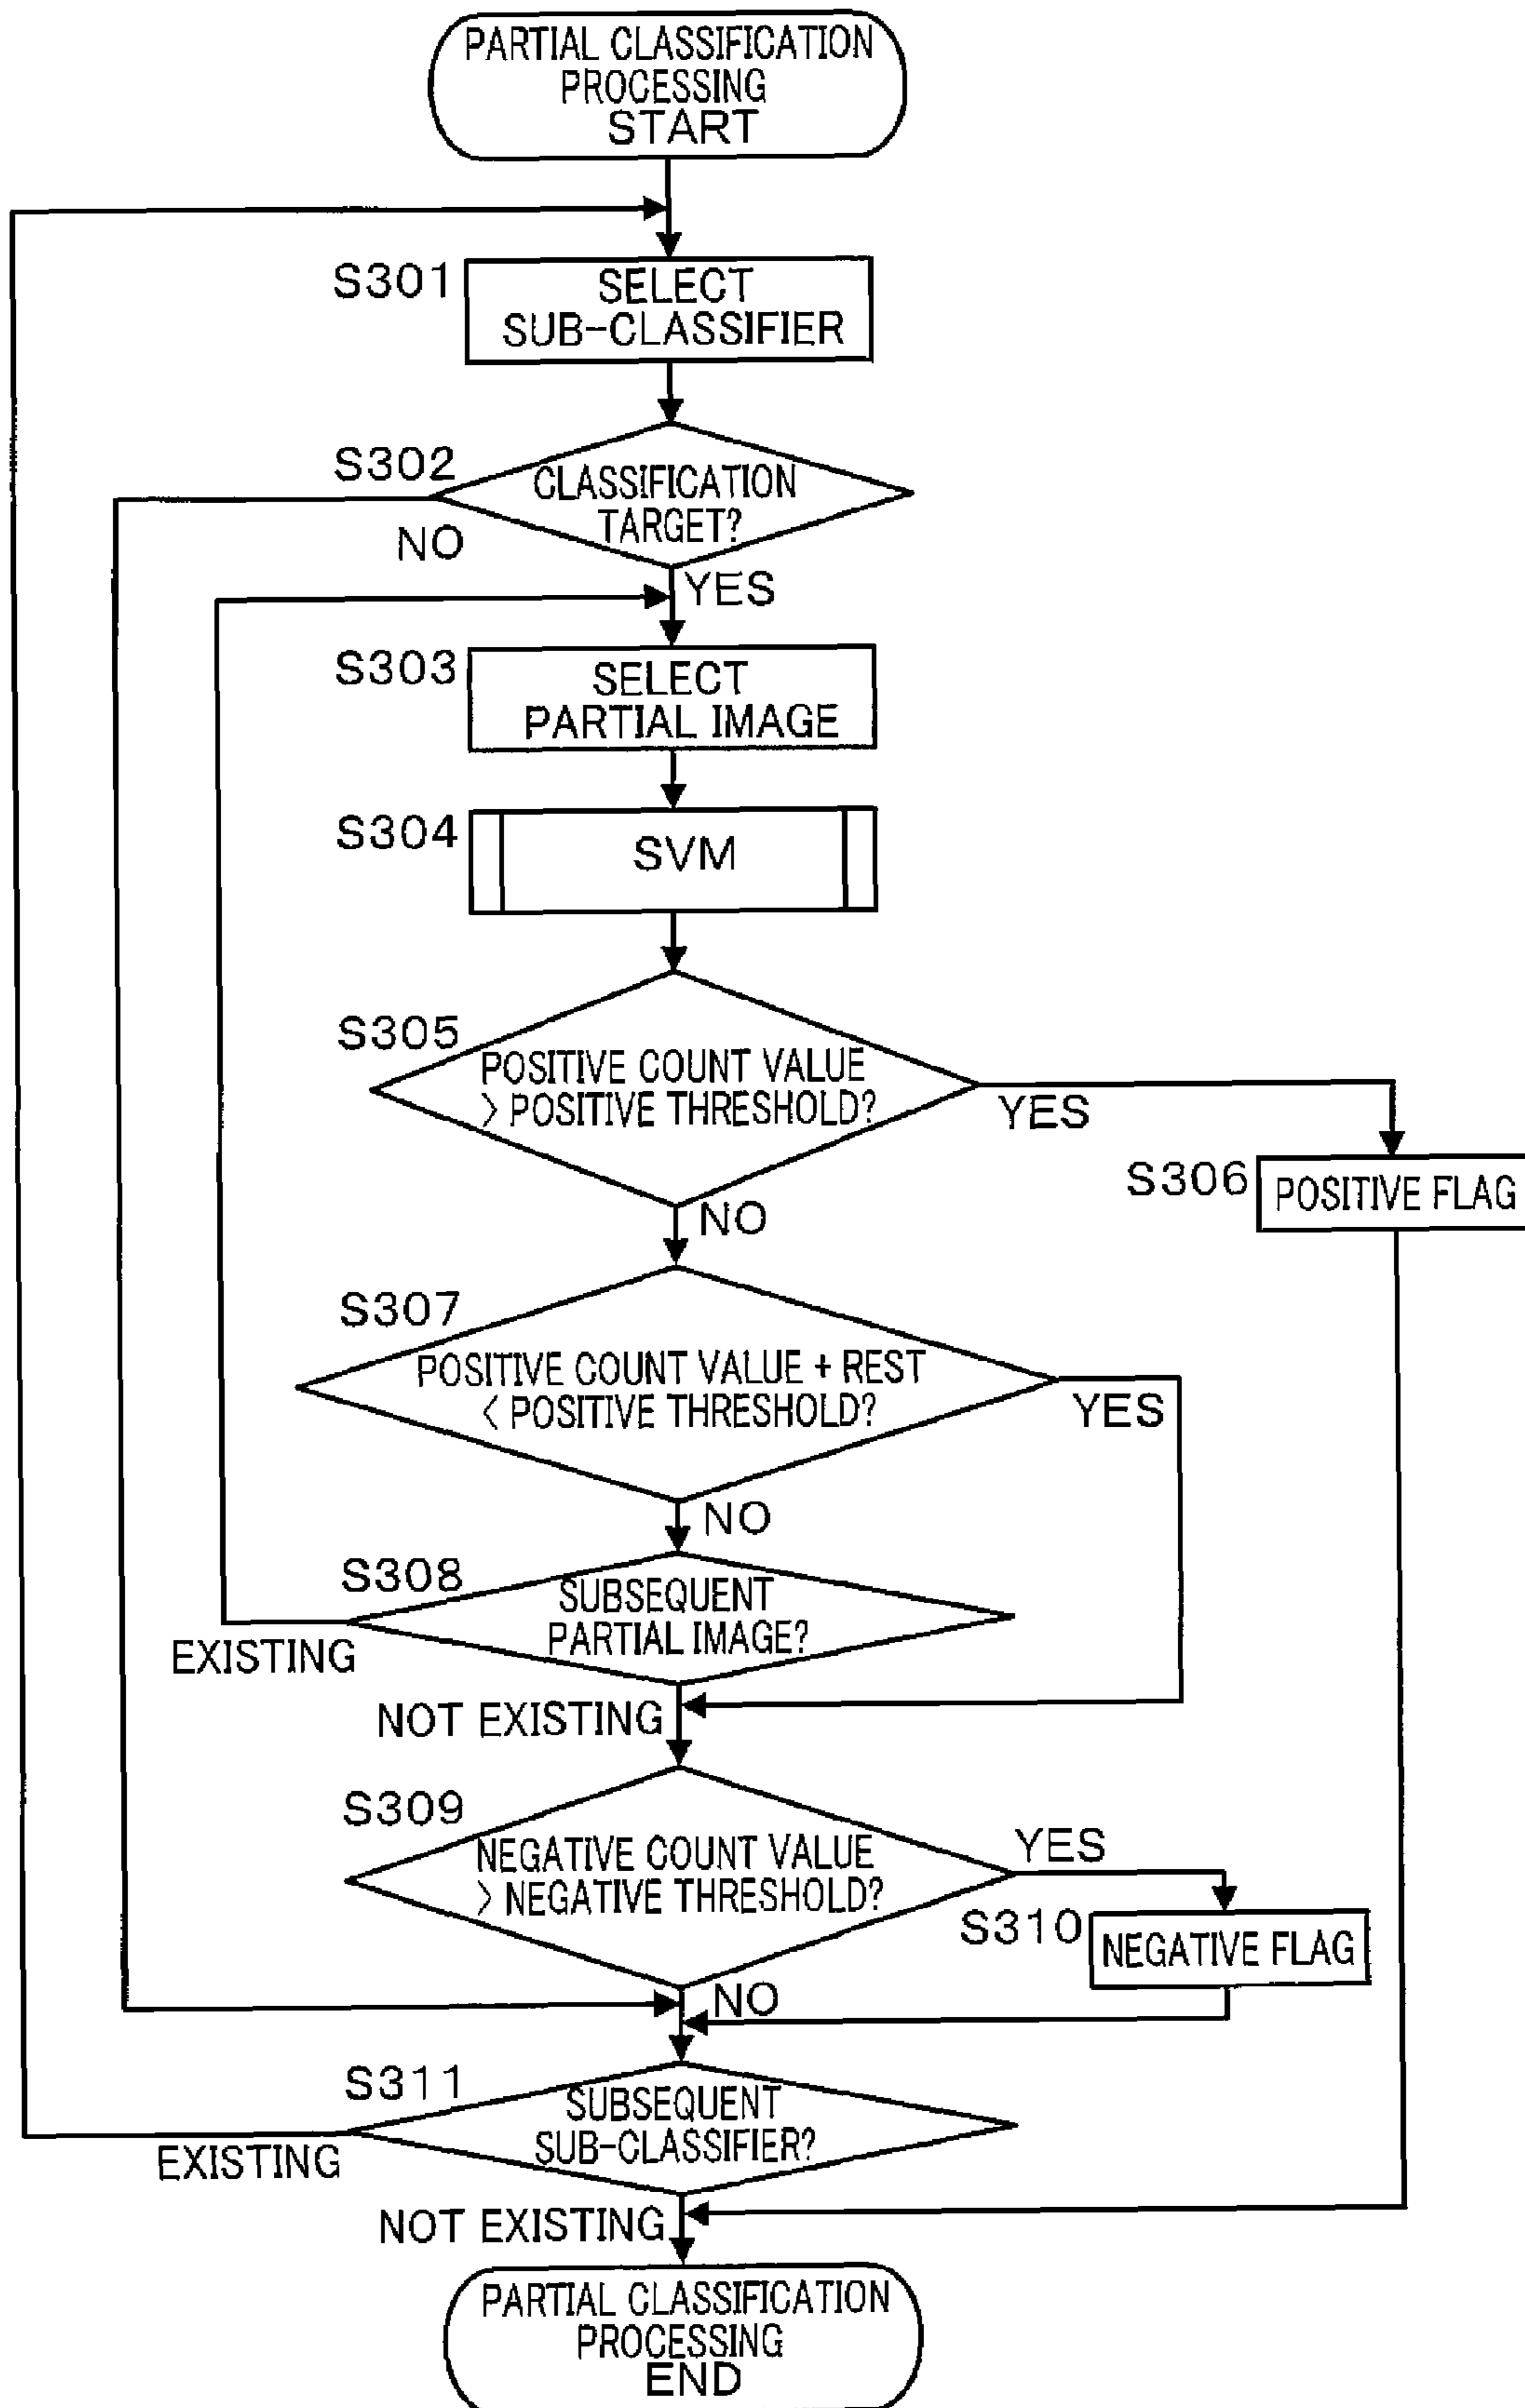 PARTIAL CLASSIFICATION
PROCESSING
START
S301
SELECT
SUB-CLASSIFIER
S302
CLASSIFICATION
TARGET?
NO
YES
S303
SELECT
PARTIAL IMAGE
S304
SVM
S305
POSITIVE COUNT VALUE
> POSITIVE THRESHOLD?
YES
S306
POSITIVE FLAG
NO
S307
POSITIVE COUNT VALUE + REST
< POSITIVE THRESHOLD?
YES
NO
S308
SUBSEQUENT
PARTIAL IMAGE?
EXISTING
NOT EXISTING
S309
NEGATIVE COUNT VALUE
> NEGATIVE THRESHOLD?
YES
S310
NEGATIVE FLAG
NO
S311
SUBSEQUENT
SUB-CLASSIFIER?
EXISTING
NOT EXISTING
PARTIAL CLASSIFICATION
PROCESSING
END